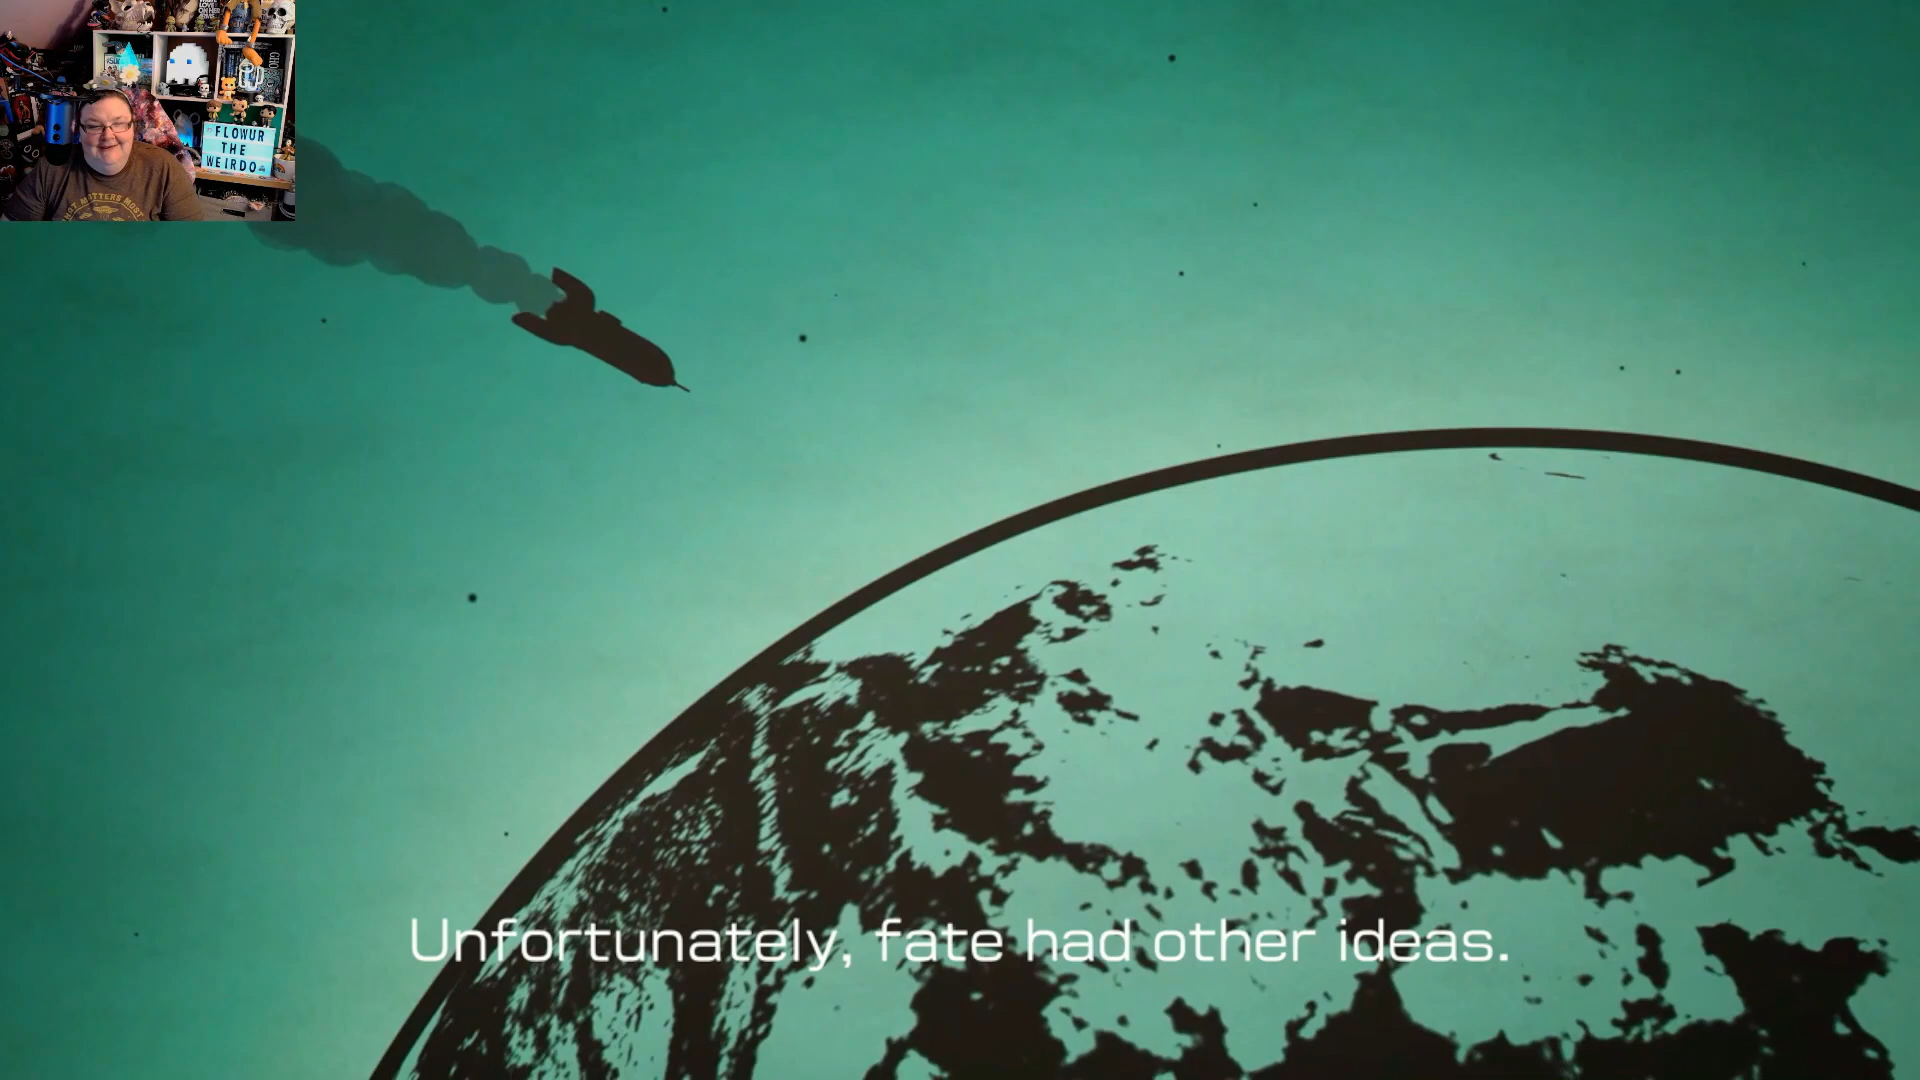 FLOWUR
THE
WEIRDO
Unfortunately, fate had other ideas.